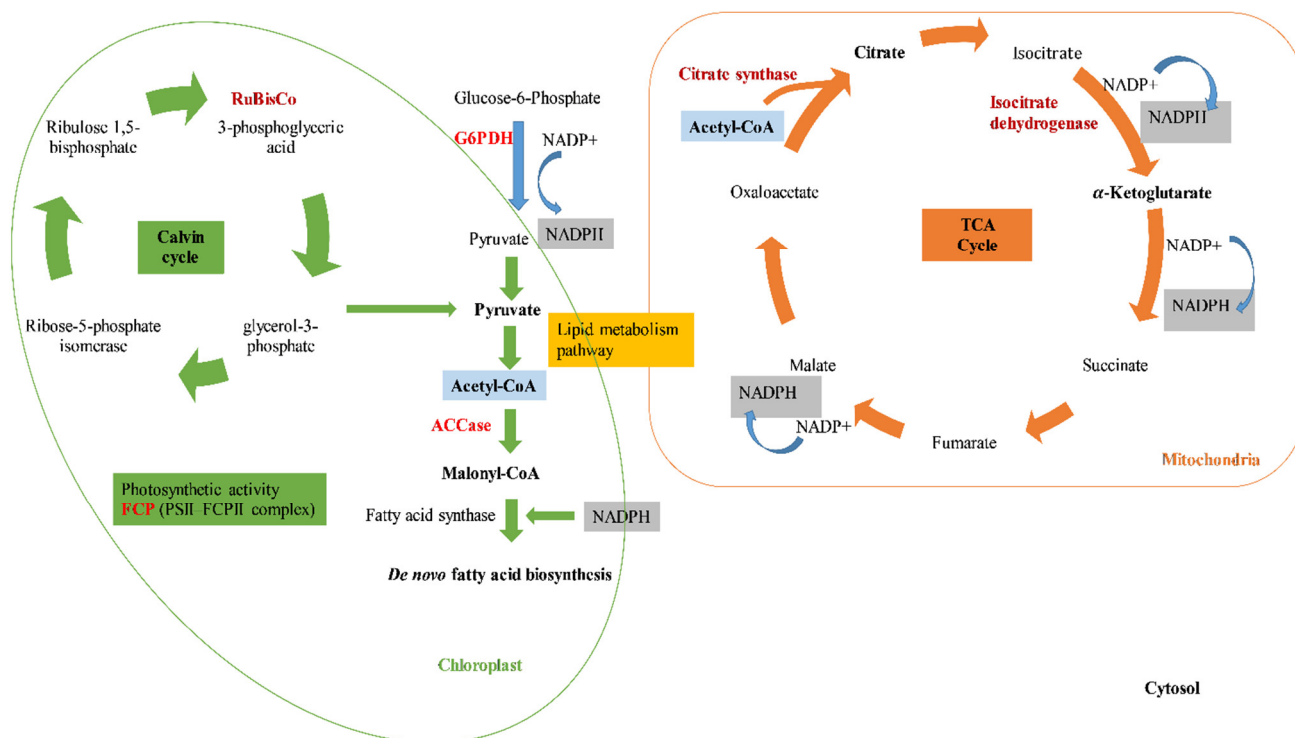 RuBisCo
Ribulose 1,5-
bisphosphate
3-phosphoglyceric
acid
Calvin
cycle
Ribose-5-phosphate
isomerase
glycerol-3-
phosphate
Photosynthetic activity
FCP (PSII–FCPII complex)
Glucose-6-Phosphate
G6PDH
NADP+
Pyruvate
NADPH
Pyruvate
Lipid metabolism
pathway
Acetyl-CoA
ACCase
Malonyl-CoA
Fatty acid synthase
NADPH
De novo fatty acid biosynthesis
Chloroplast
Citrate
Isocitrate
Citrate synthase
Acetyl-CoA
NADP+
NADPH
Isocitrate
dehydrogenase
Oxaloacetate
α-Ketoglutarate
TCA
Cycle
NADP+
NADPH
Malate
NADPH
NADP+
Succinate
Fumarate
Mitochondria
Cytosol